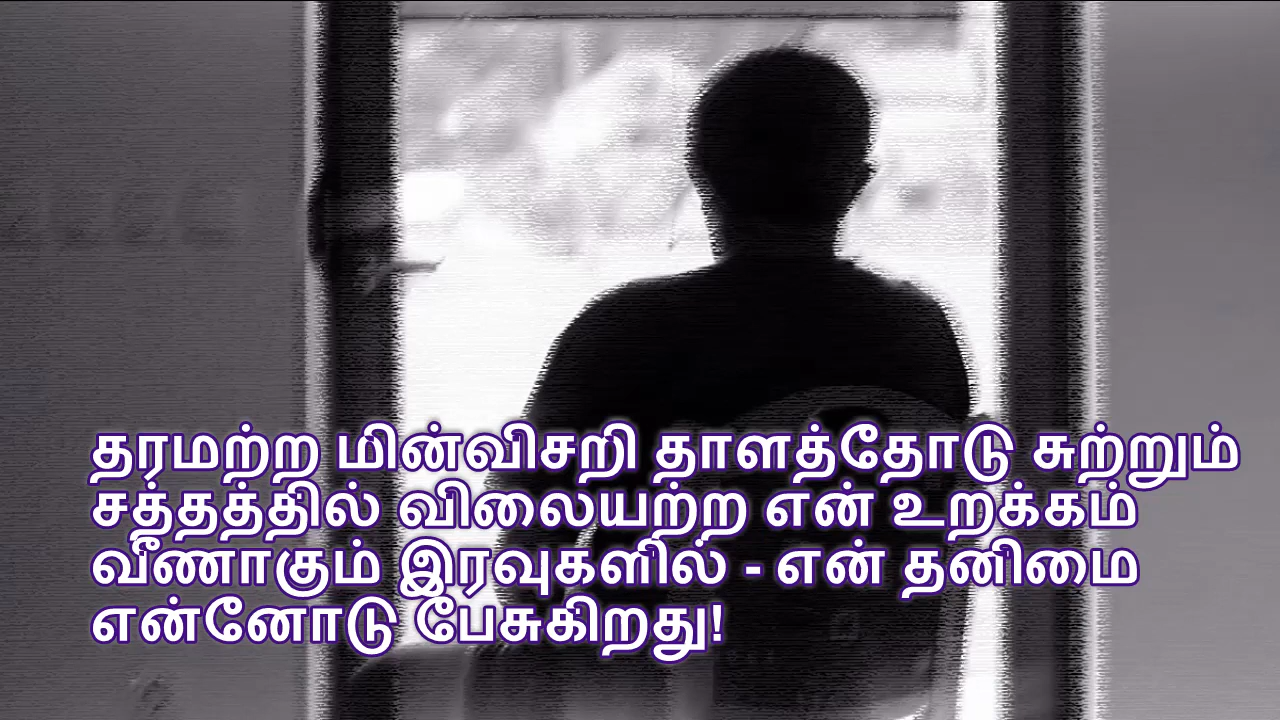 தரமற்ற மின்விசறி தாளத்தோடு சுற்றும்
சத்தத்தில் விலையற்ற என் உறக்கம்
வீணாகும் இரவுகளில் - என் தனிமை
என்னோடு பேசுகிறது!